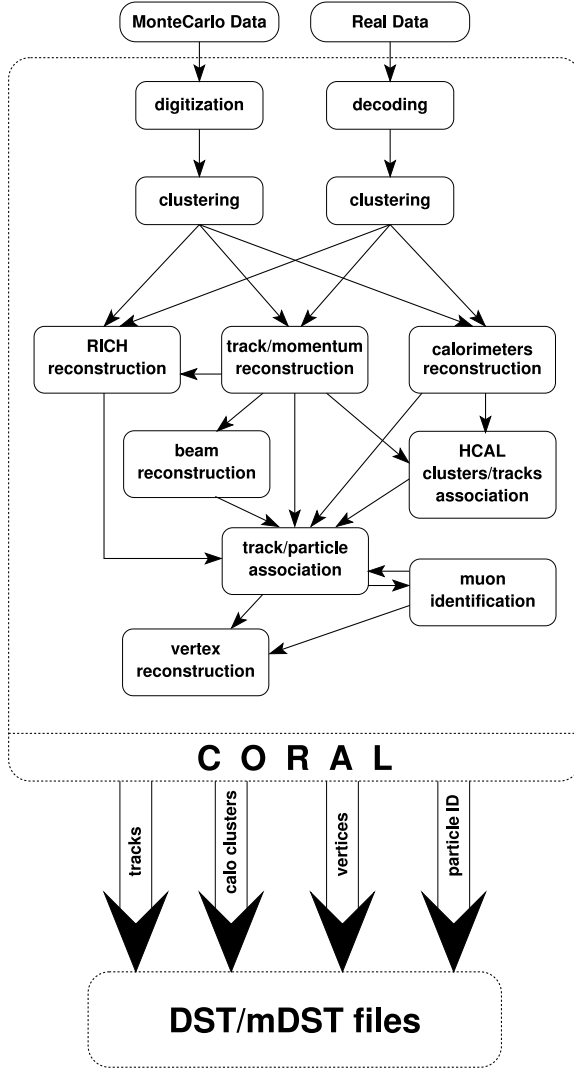 MonteCarlo Data
Real Data
digitization
decoding
clustering
clustering
RICH
reconstruction
track/momentum
reconstruction
calorimeters
reconstruction
beam
reconstruction
HCAL
clusters/tracks
association
track/particle
association
muon
identification
vertex
reconstruction
C O R A L
tracks
calo clusters
vertices
particle ID
DST/mDST files